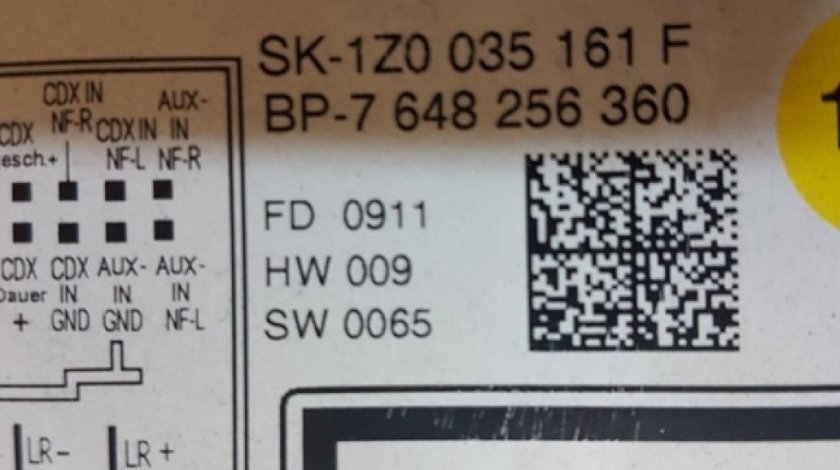 SK-1Z0 035 161 F
BP-7 648 256 360
FD 0911
HW 009
SW 0065
CDX IN
NF-R
AUX-
IN
NF-R
CDX IN
NF-L
CDX
esch.+
CDX
Dauer
+
CDX
IN
GND
AUX-
IN
GND
AUX-
IN
NF-L
LR-
LR+